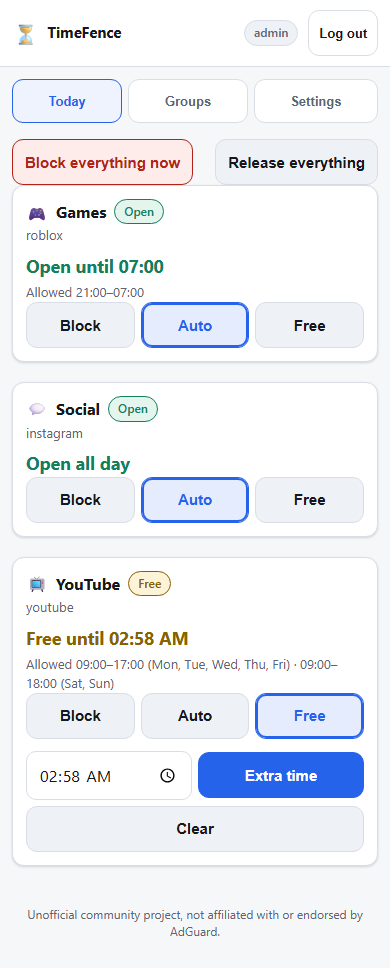 TimeFence
admin
Log out
Today
Groups
Settings
Block everything now
Release everything
Games
Open
roblox
Open until 07:00
Allowed 21:00–07:00
Block
Auto
Free
Social
Open
instagram
Open all day
Block
Auto
Free
YouTube
Free
youtube
Free until 02:58 AM
Allowed 09:00–17:00 (Mon, Tue, Wed, Thu, Fri) · 09:00–
18:00 (Sat, Sun)
Block
Auto
Free
02:58 AM
Extra time
Clear
Unofficial community project, not affiliated with or endorsed by
AdGuard.